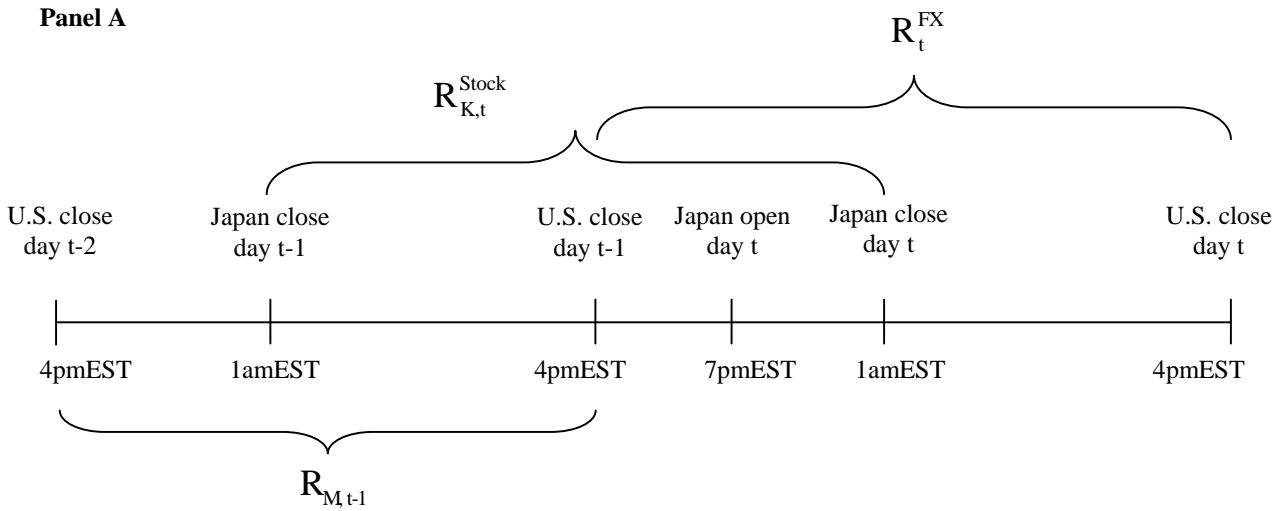 Panel A
R_t^FX
R_K,t^Stock
U.S. close day t-2
Japan close day t-1
U.S. close day t-1
Japan open day t
Japan close day t
U.S. close day t
4pmEST
1amEST
4pmEST
7pmEST
1amEST
4pmEST
R_M,t-1